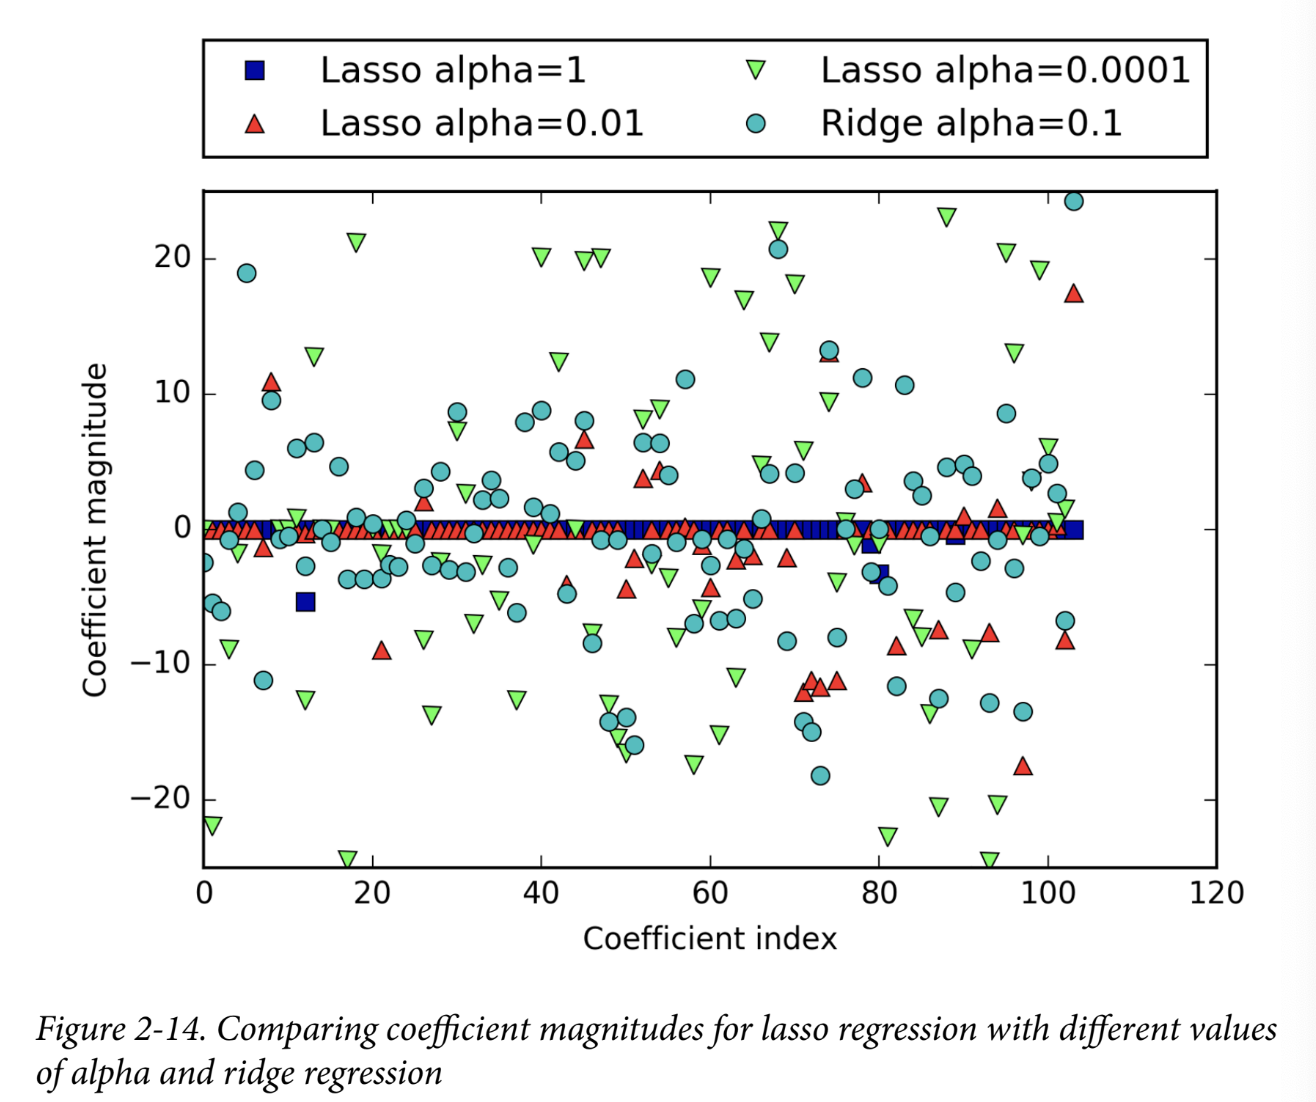 Lasso alpha=1 Lasso alpha=0.0001
Lasso alpha=0.01 Ridge alpha=0.1
20
10
0
−10
−20
Coefficient magnitude
0 20 40 60 80 100 120
Coefficient index
Figure 2-14. Comparing coefficient magnitudes for lasso regression with different values
of alpha and ridge regression